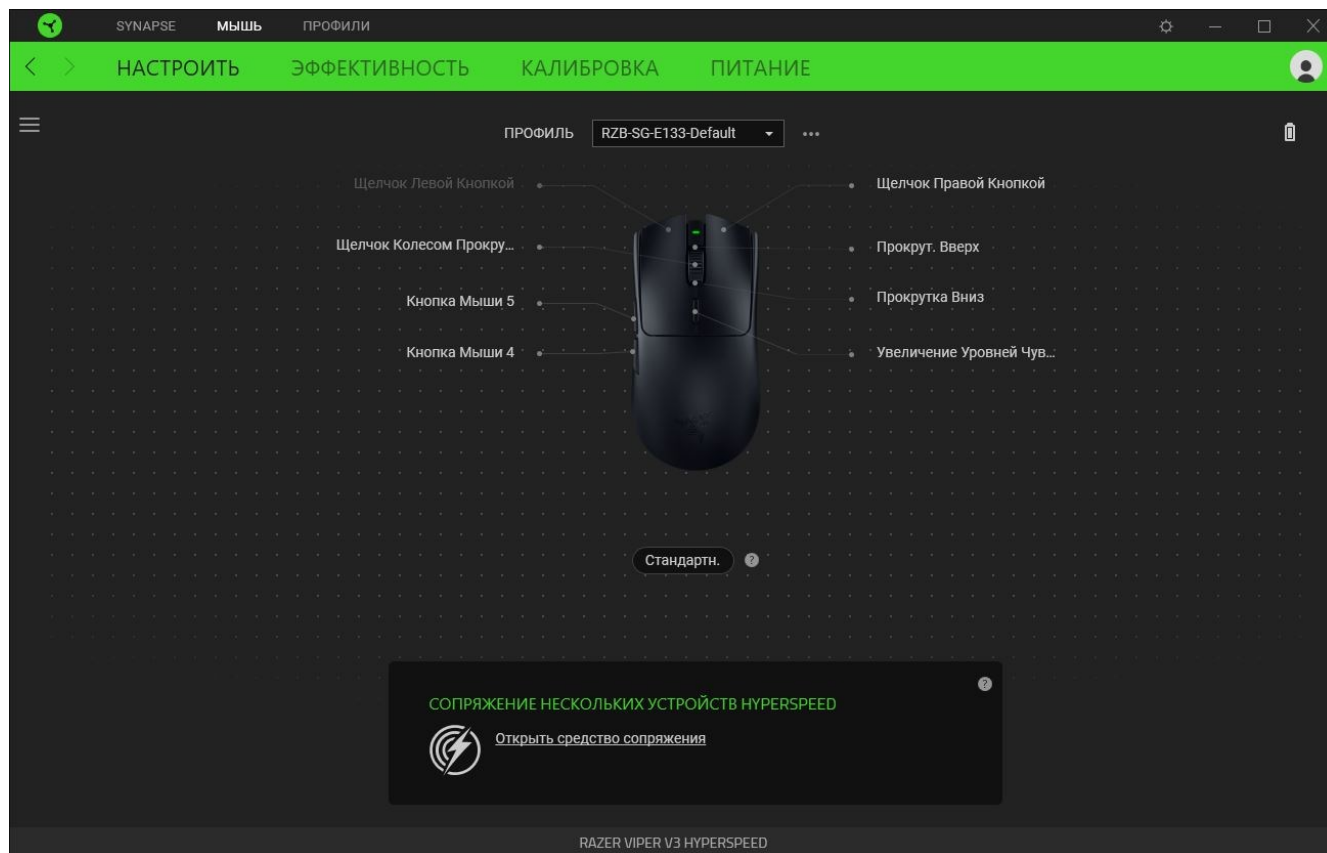 SYNAPSE МЫШЬ ПРОФИЛИ
НАСТРОИТЬ ЭФФЕКТИВНОСТЬ КАЛИБРОВКА ПИТАНИЕ
ПРОФИЛЬ RZB-SG-E133-Default
Щелчок Левой Кнопкой Щелчок Правой Кнопкой
Щелчок Колесом Прокру... Прокрут. Вверх
Кнопка Мыши 5 Прокрутка Вниз
Кнопка Мыши 4 Увеличение Уровней Чув...
Стандартн. ?
СОПРЯЖЕНИЕ НЕСКОЛЬКИХ УСТРОЙСТВ HYPERSPEED ?
Открыть средство сопряжения
RAZER VIPER V3 HYPERSPEED